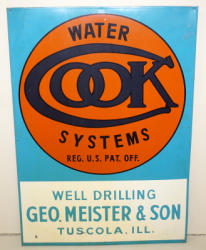 WATER
COOK
SYSTEMS
REG. U.S. PAT. OFF.
WELL DRILLING
GEO. MEISTER & SON
TUSCOLA, ILL.